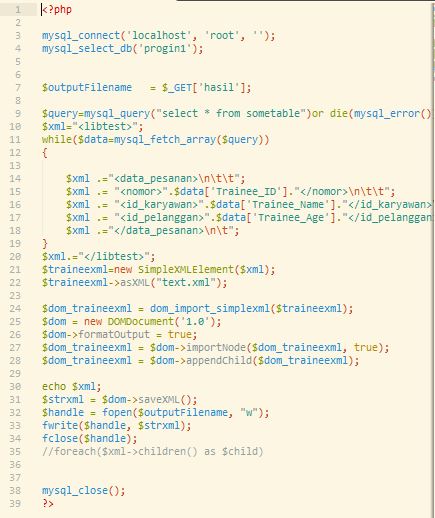 1 <?php
2
3 mysql_connect('localhost', 'root', '');
4 mysql_select_db('progin1');
5
6
7 $outputFilename   = $_GET['hasil'];
8
9 $query=mysql_query("select * from sometable")or die(mysql_error()
10 $xml="<libtest>";
11 while($data=mysql_fetch_array($query))
12 {
13
14     $xml .="<data_pesanan>\n\t\t";
15     $xml .= "<nomor>".$data['Trainee_ID']."</nomor>\n\t\t";
16     $xml .= "<id_karyawan>".$data['Trainee_Name']."</id_karyawan>
17     $xml .= "<id_pelanggan>".$data['Trainee_Age']."</id_pelanggan
18     $xml .="</data_pesanan>\n\t";
19 }
20 $xml.="</libtest>";
21 $traineexml=new SimpleXMLElement($xml);
22 $traineexml->asXML("text.xml");
23
24 $dom_traineexml = dom_import_simplexml($traineexml);
25 $dom = new DOMDocument('1.0');
26 $dom->formatOutput = true;
27 $dom_traineexml = $dom->importNode($dom_traineexml, true);
28 $dom_traineexml = $dom->appendChild($dom_traineexml);
29
30 echo $xml;
31 $strxml = $dom->saveXML();
32 $handle = fopen($outputFilename, "w");
33 fwrite($handle, $strxml);
34 fclose($handle);
35 //foreach($xml->children() as $child)
36
37
38 mysql_close();
39 ?>